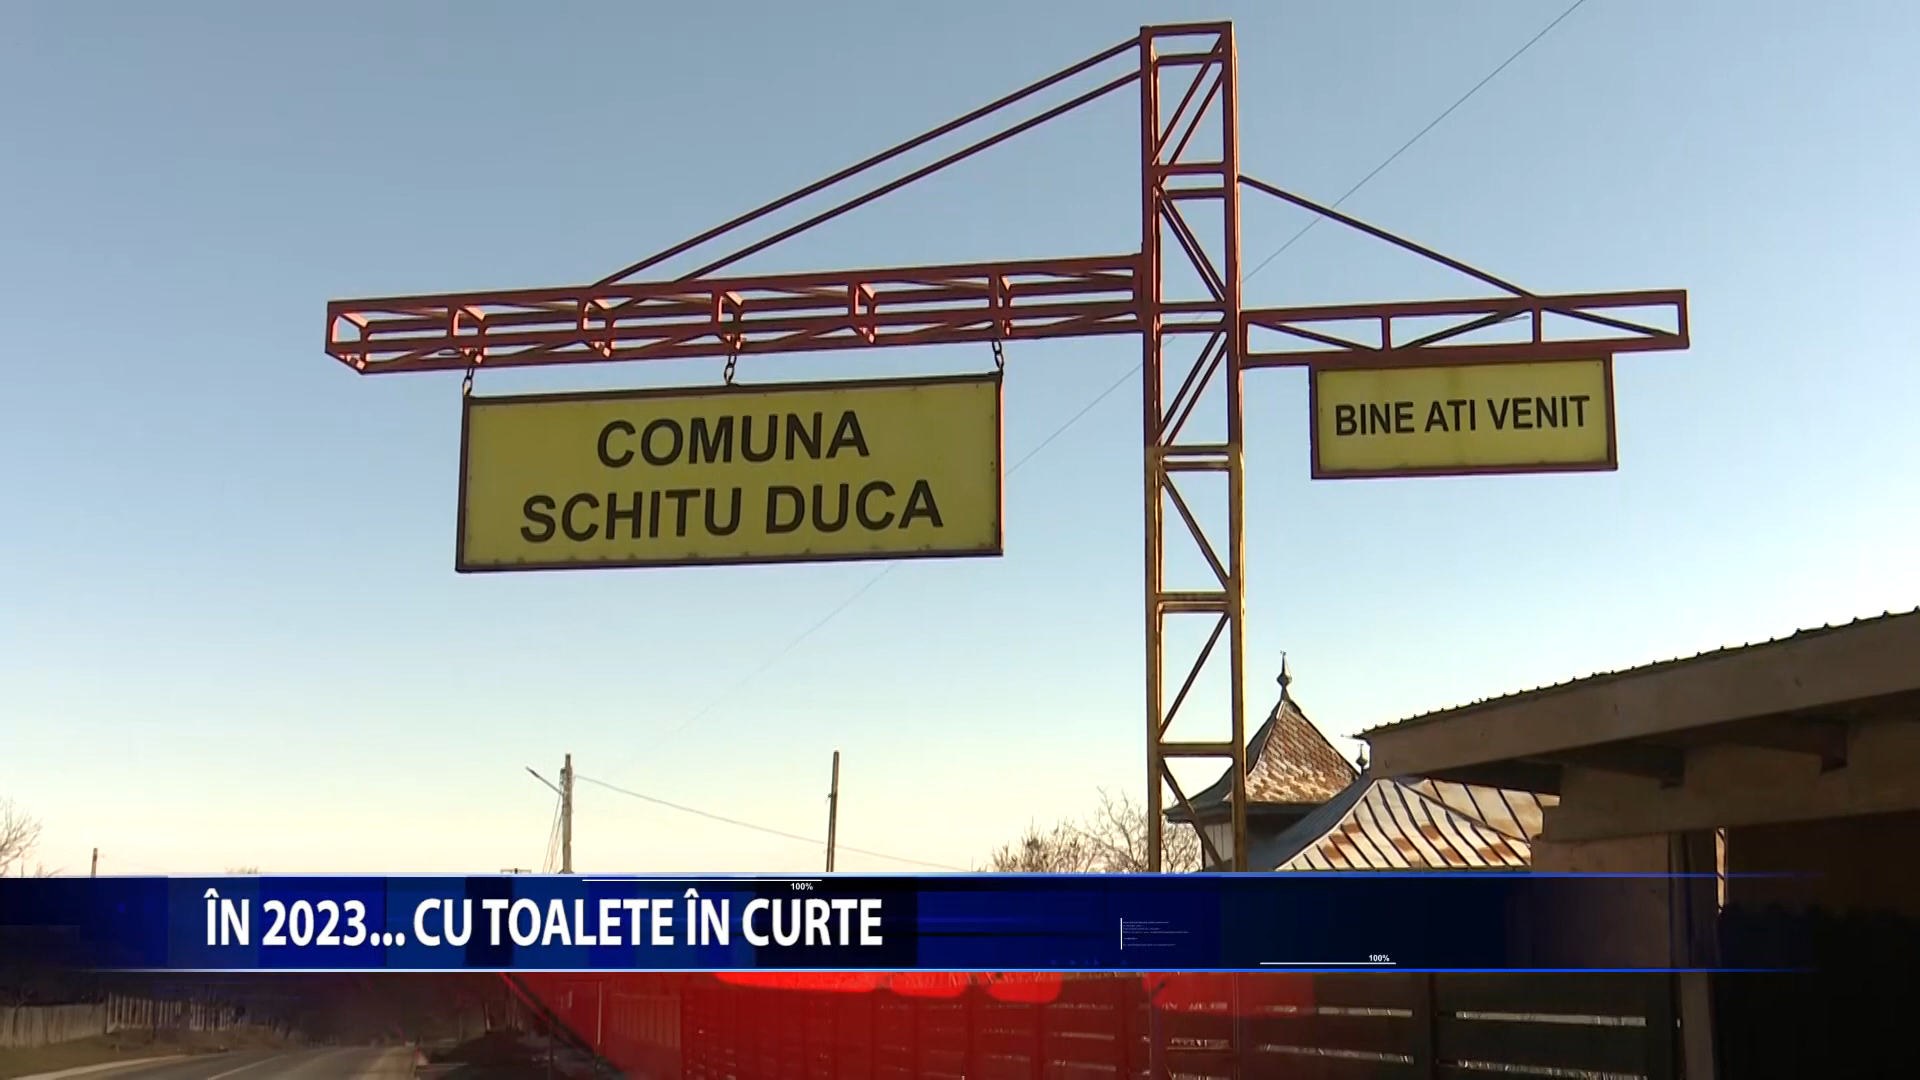 COMUNA
SCHITU DUCA
BINE ATI VENIT
100%
ÎN 2023... CU TOALETE ÎN CURTE
100%